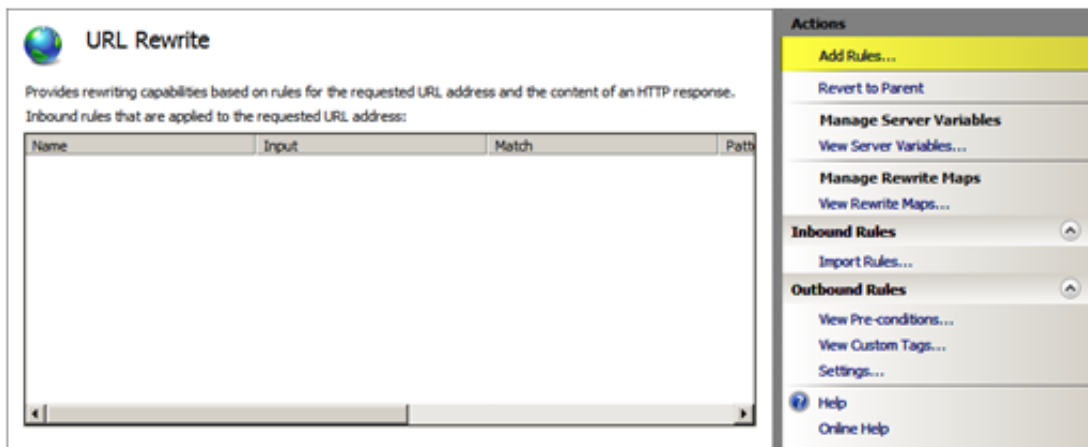 URL Rewrite
Provides rewriting capabilities based on rules for the requested URL address and the content of an HTTP response.
Inbound rules that are applied to the requested URL address:
Name Input Match Patt
Actions
Add Rules...
Revert to Parent
Manage Server Variables
View Server Variables...
Manage Rewrite Maps
View Rewrite Maps...
Inbound Rules
Import Rules...
Outbound Rules
View Pre-conditions...
View Custom Tags...
Settings...
Help
Online Help